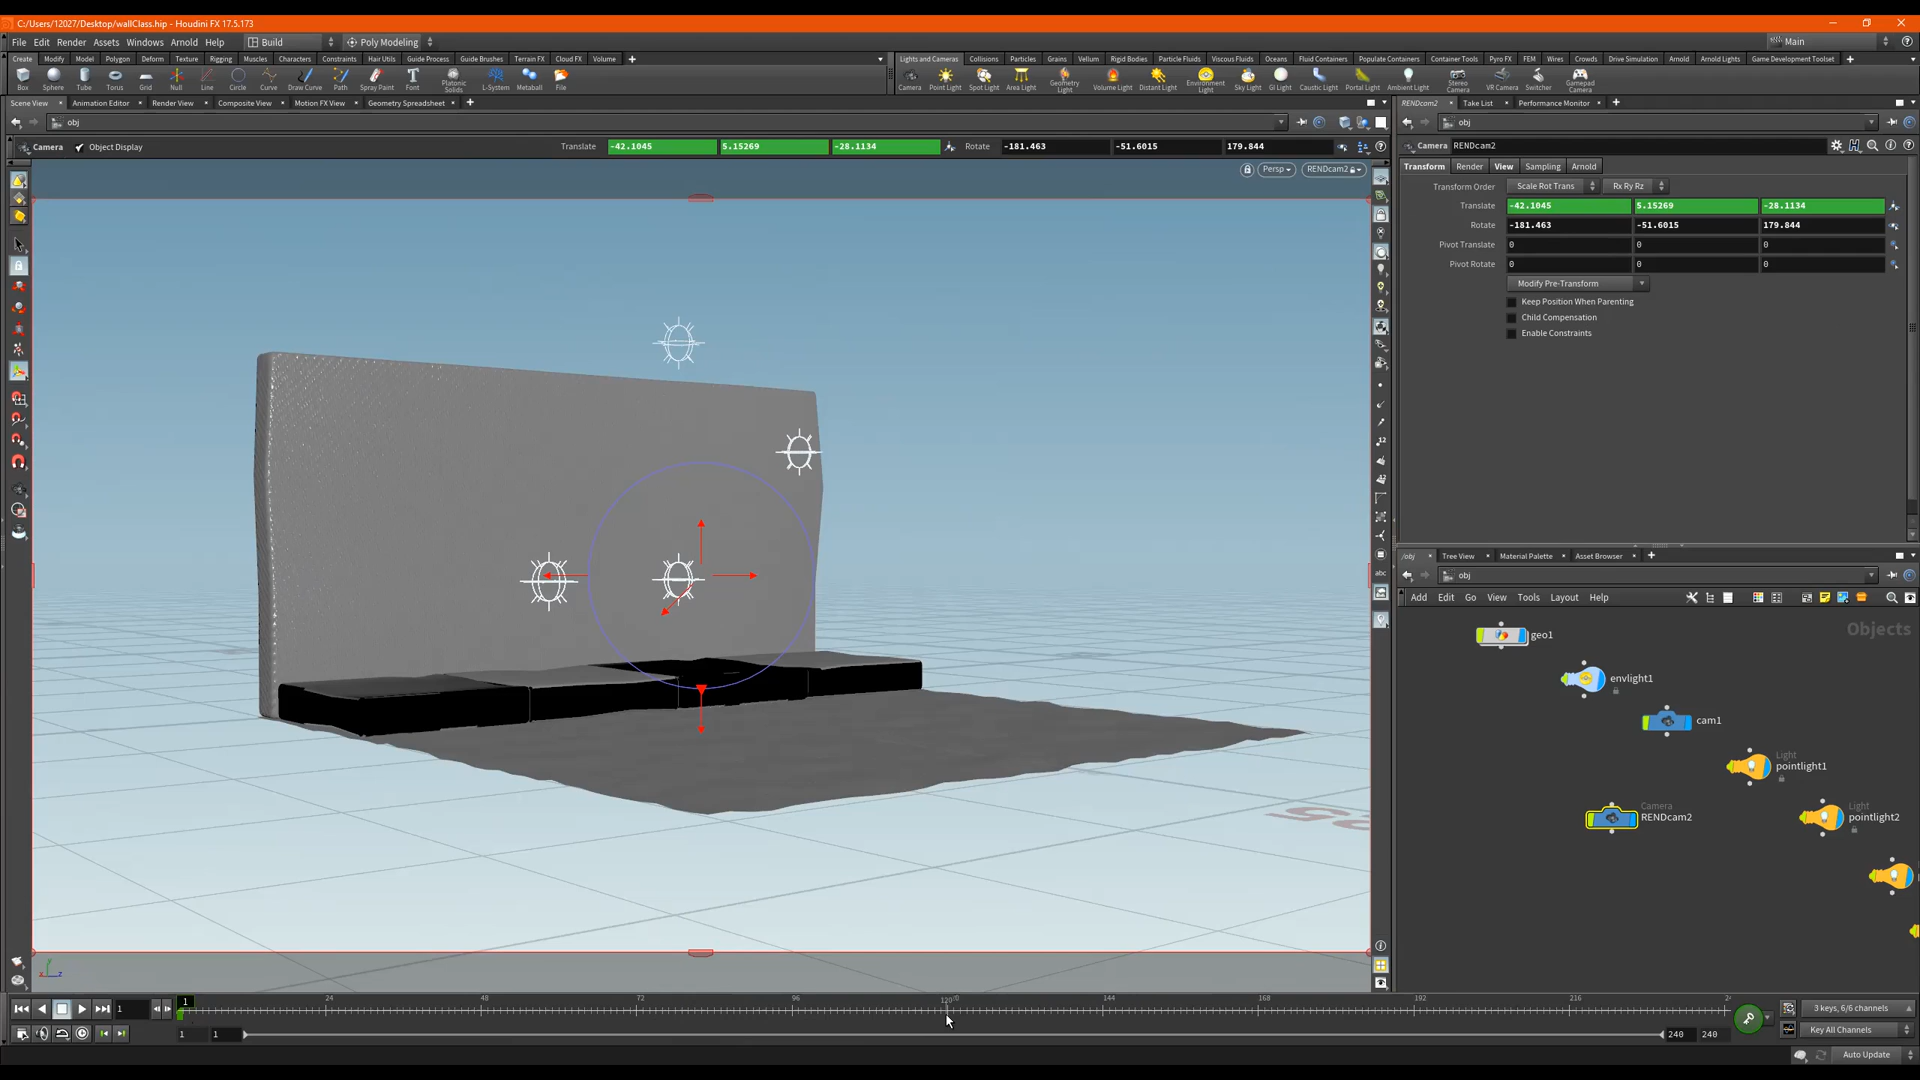 C:/Users/12027/Desktop/wallClass.hip - Houdini FX 17.5.173
File Edit Render Assets Windows Arnold Help Build Poly Modeling Main
Create Modify Model Polygon Deform Texture Rigging Muscles Characters Constraints Hair Utils Guide Process Guide Brushes Terrain FX Cloud FX Volume
Lights and Cameras Collisions Particles Grains Vellum Rigid Bodies Particle Fluids Viscous Fluids Oceans Fluid Containers Populate Containers Container Tools Pyro FX FEM Wires Crowds Drive Simulation Arnold Arnold Lights Game Development Toolset
Box Sphere Tube Torus Grid Null Line Circle Curve Draw Curve Path Spray Paint Font Platonic Solids L-System Metaball File
Camera Point Light Spot Light Area Light Geometry Light Volume Light Distant Light Environment Light Sky Light GI Light Caustic Light Portal Light Ambient Light Stereo Camera VR Camera Switcher Gamepad Camera
Scene View Animation Editor Render View Composite View Motion FX View Geometry Spreadsheet
RENDcam2 Take List Performance Monitor
obj
obj
Camera Object Display Translate -42.1045 5.15269 -28.1134 Rotate -181.463 -51.6015 179.844
Camera RENDcam2
Persp RENDcam2
Transform Render View Sampling Arnold
Transform Order Scale Rot Trans Rx Ry Rz
Translate -42.1045 5.15269 -28.1134
Rotate -181.463 -51.6015 179.844
Pivot Translate 0 0 0
Pivot Rotate 0 0 0
Modify Pre-Transform
Keep Position When Parenting
Child Compensation
Enable Constraints
/obj Tree View Material Palette Asset Browser
obj
Add Edit Go View Tools Layout Help
Objects
geo1
envlight1
cam1
Light
pointlight1
Camera
RENDcam2
Light
pointlight2
abc
x z
1 1 24 48 72 96 120 144 168 192 216
3 keys, 6/6 channels
1 1 240 240
Key All Channels
Auto Update